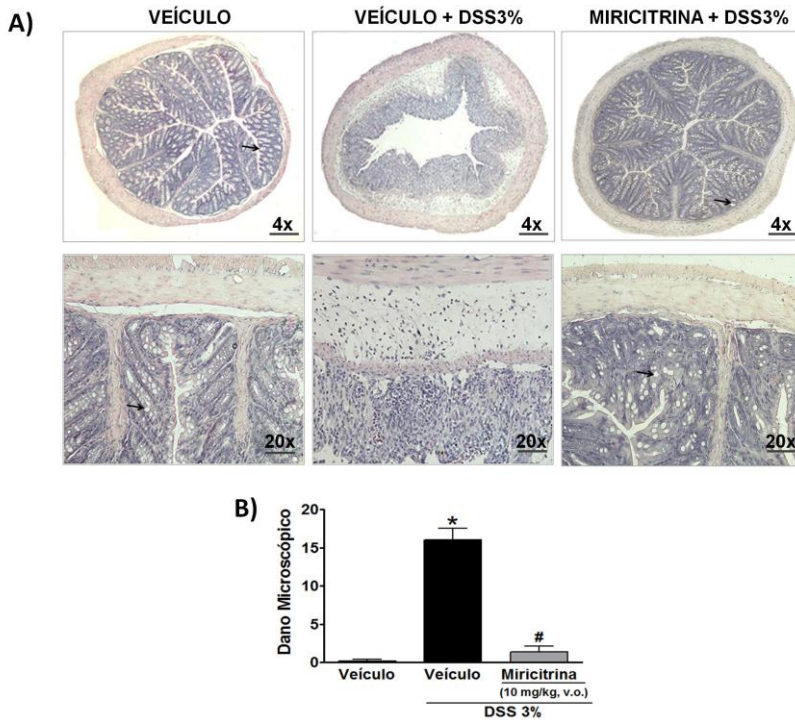 A)
VEÍCULO VEÍCULO + DSS3% MIRICITRINA + DSS3%
4x 4x 4x
20x 20x 20x
B)
Dano Microscópico
20
15
10
5
0
*
#
Veículo Veículo Miricitrina
(10 mg/kg, v.o.)
DSS 3%